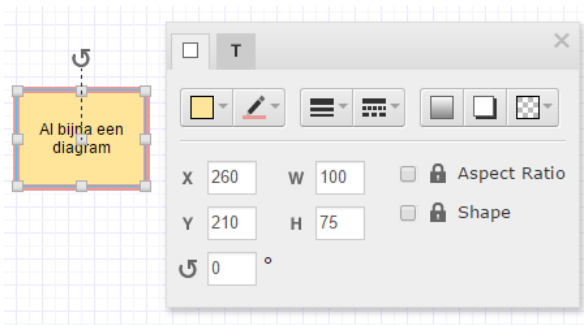 T
Al bijna een
diagram
X 260 W 100 Aspect Ratio
Y 210 H 75 Shape
0 °